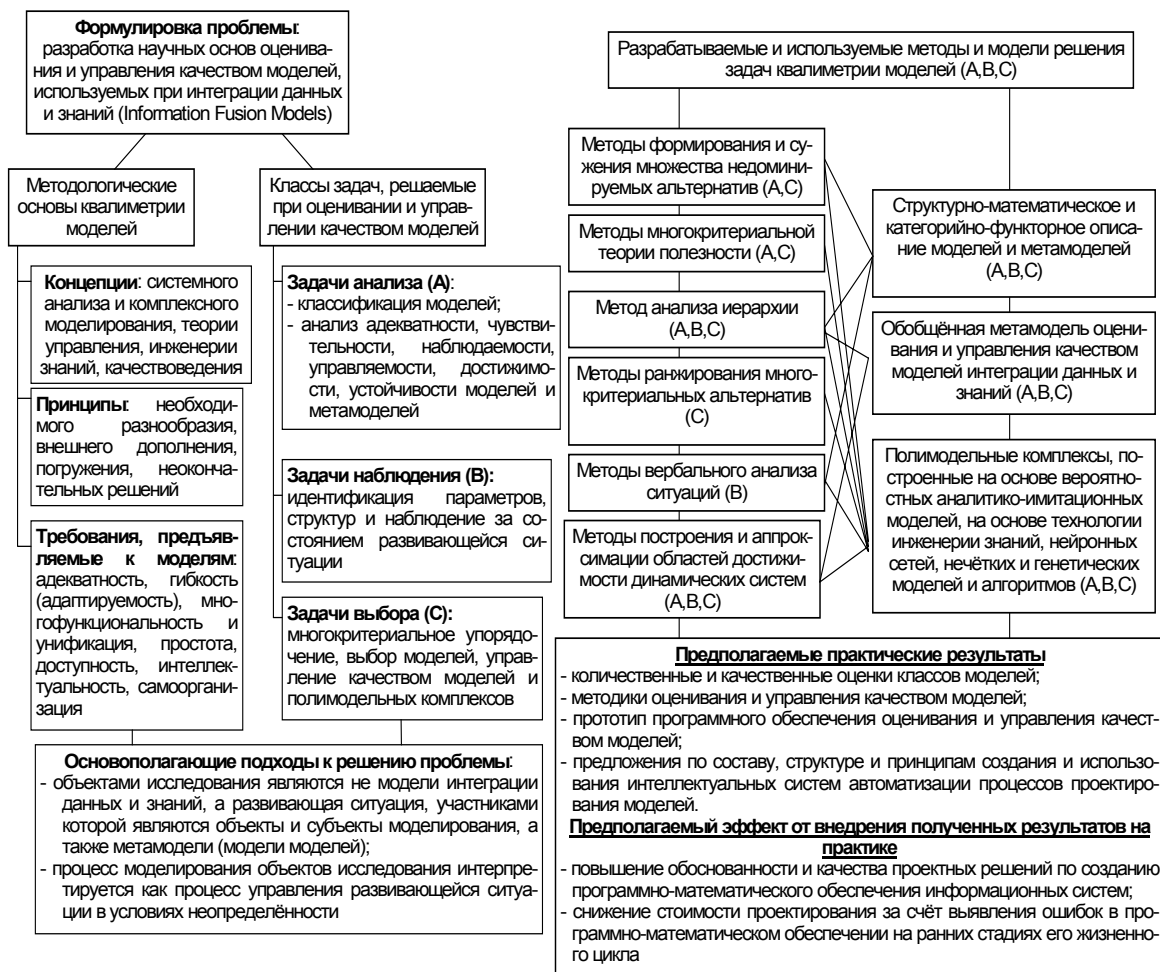 Формулировка проблемы:
разработка научных основ оценива-
ния и управления качеством моделей,
используемых при интеграции данных
и знаний (Information Fusion Models)
Методологические
основы квалиметрии
моделей
Классы задач, решаемые
при оценивании и управ-
лении качеством моделей
Концепции: системного
анализа и комплексного
моделирования, теории
управления, инженерии
знаний, качествоведения
Принципы: необходи-
мого разнообразия,
внешнего дополнения,
погружения, неоконча-
тельных решений
Требования, предъяв-
ляемые к моделям:
адекватность, гибкость
(адаптируемость), мно-
гофункциональность и
унификация, простота,
доступность, интеллек-
туальность, самооргани-
зация
Задачи анализа (А):
- классификация моделей;
- анализ адекватности, чувстви-
тельности, наблюдаемости,
управляемости, достижимо-
сти, устойчивости моделей и
метамоделей
Задачи наблюдения (В):
идентификация параметров,
структур и наблюдение за со-
стоянием развивающейся си-
туации
Задачи выбора (С):
многокритериальное упорядо-
чение, выбор моделей, управ-
ление качеством моделей и
полимодельных комплексов
Основополагающие подходы к решению проблемы:
- объектами исследования являются не модели интеграции
данных и знаний, а развивающая ситуация, участниками
которой являются объекты и субъекты моделирования, а
также метамодели (модели моделей);
- процесс моделирования объектов исследования интерпре-
тируется как процесс управления развивающейся ситуа-
ции в условиях неопределённости
Разрабатываемые и используемые методы и модели решения
задач квалиметрии моделей (А,В,С)
Методы формирования и су-
жения множества недомини-
руемых альтернатив (А,С)
Методы многокритериальной
теории полезности (А,С)
Метод анализа иерархии
(А,В,С)
Методы ранжирования много-
критериальных альтернатив
(С)
Методы вербального анализа
ситуаций (В)
Методы построения и аппрок-
симации областей достижи-
мости динамических систем
(А,В,С)
Структурно-математическое и
категорийно-функторное описа-
ние моделей и метамоделей
(А,В,С)
Обобщённая метамодель оцени-
вания и управления качеством
моделей интеграции данных и
знаний (А,В,С)
Полимодельные комплексы, по-
строенные на основе вероятно-
стных аналитико-имитационных
моделей, на основе технологии
инженерии знаний, нейронных
сетей, нечётких и генетических
моделей и алгоритмов (А,В,С)
Предполагаемые практические результаты
- количественные и качественные оценки классов моделей;
- методики оценивания и управления качеством моделей;
- прототип программного обеспечения оценивания и управления качест-
вом моделей;
- предложения по составу, структуре и принципам создания и использо-
вания интеллектуальных систем автоматизации процессов проектиро-
вания моделей.
Предполагаемый эффект от внедрения полученных результатов на
практике
- повышение обоснованности и качества проектных решений по созданию
программно-математического обеспечения информационных систем;
- снижение стоимости проектирования за счёт выявления ошибок в про-
граммно-математическом обеспечении на ранних стадиях его жизненно-
го цикла